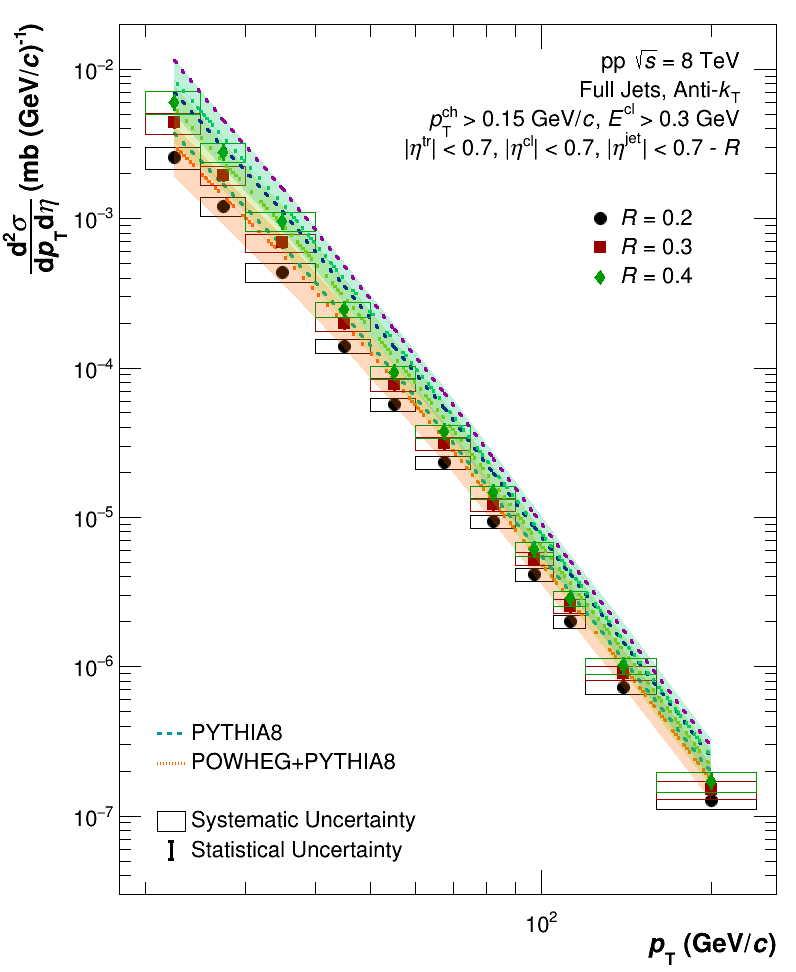 d²σ/dp_T dη (mb (GeV/c)⁻¹)
pp √s = 8 TeV
Full Jets, Anti-k_T
p_T^ch > 0.15 GeV/c, E^cl > 0.3 GeV
|η^tr| < 0.7, |η^cl| < 0.7, |η^jet| < 0.7 - R
R = 0.2
R = 0.3
R = 0.4
10⁻²
10⁻³
10⁻⁴
10⁻⁵
10⁻⁶
10⁻⁷
PYTHIA8
POWHEG+PYTHIA8
Systematic Uncertainty
Statistical Uncertainty
10²
p_T (GeV/c)